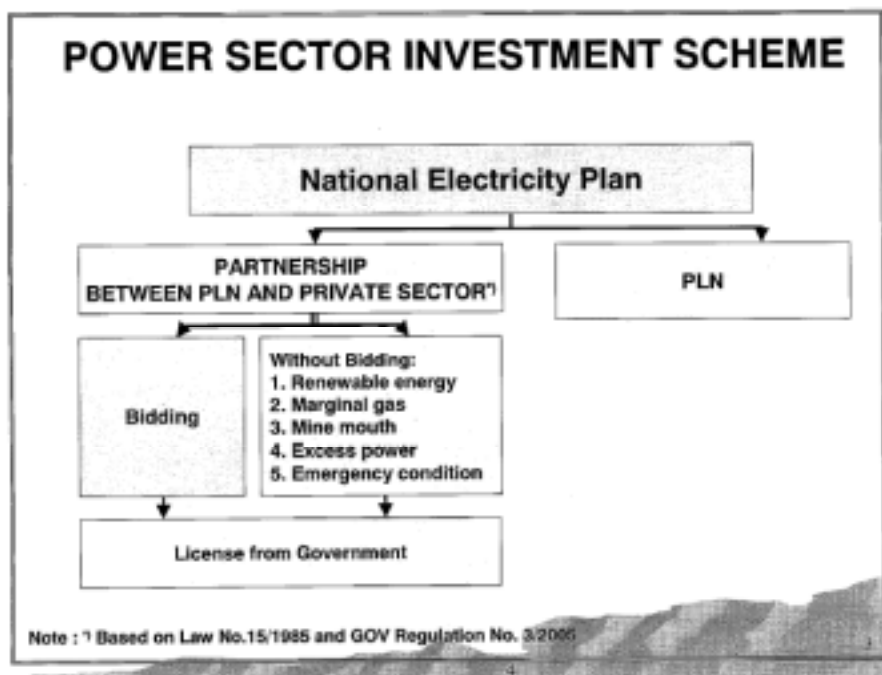 POWER SECTOR INVESTMENT SCHEME
National Electricity Plan
PARTNERSHIP
BETWEEN PLN AND PRIVATE SECTOR*)
PLN
Bidding
Without Bidding:
1. Renewable energy
2. Marginal gas
3. Mine mouth
4. Excess power
5. Emergency condition
License from Government
Note : *) Based on Law No.15/1985 and GOV Regulation No. 3/2005
4